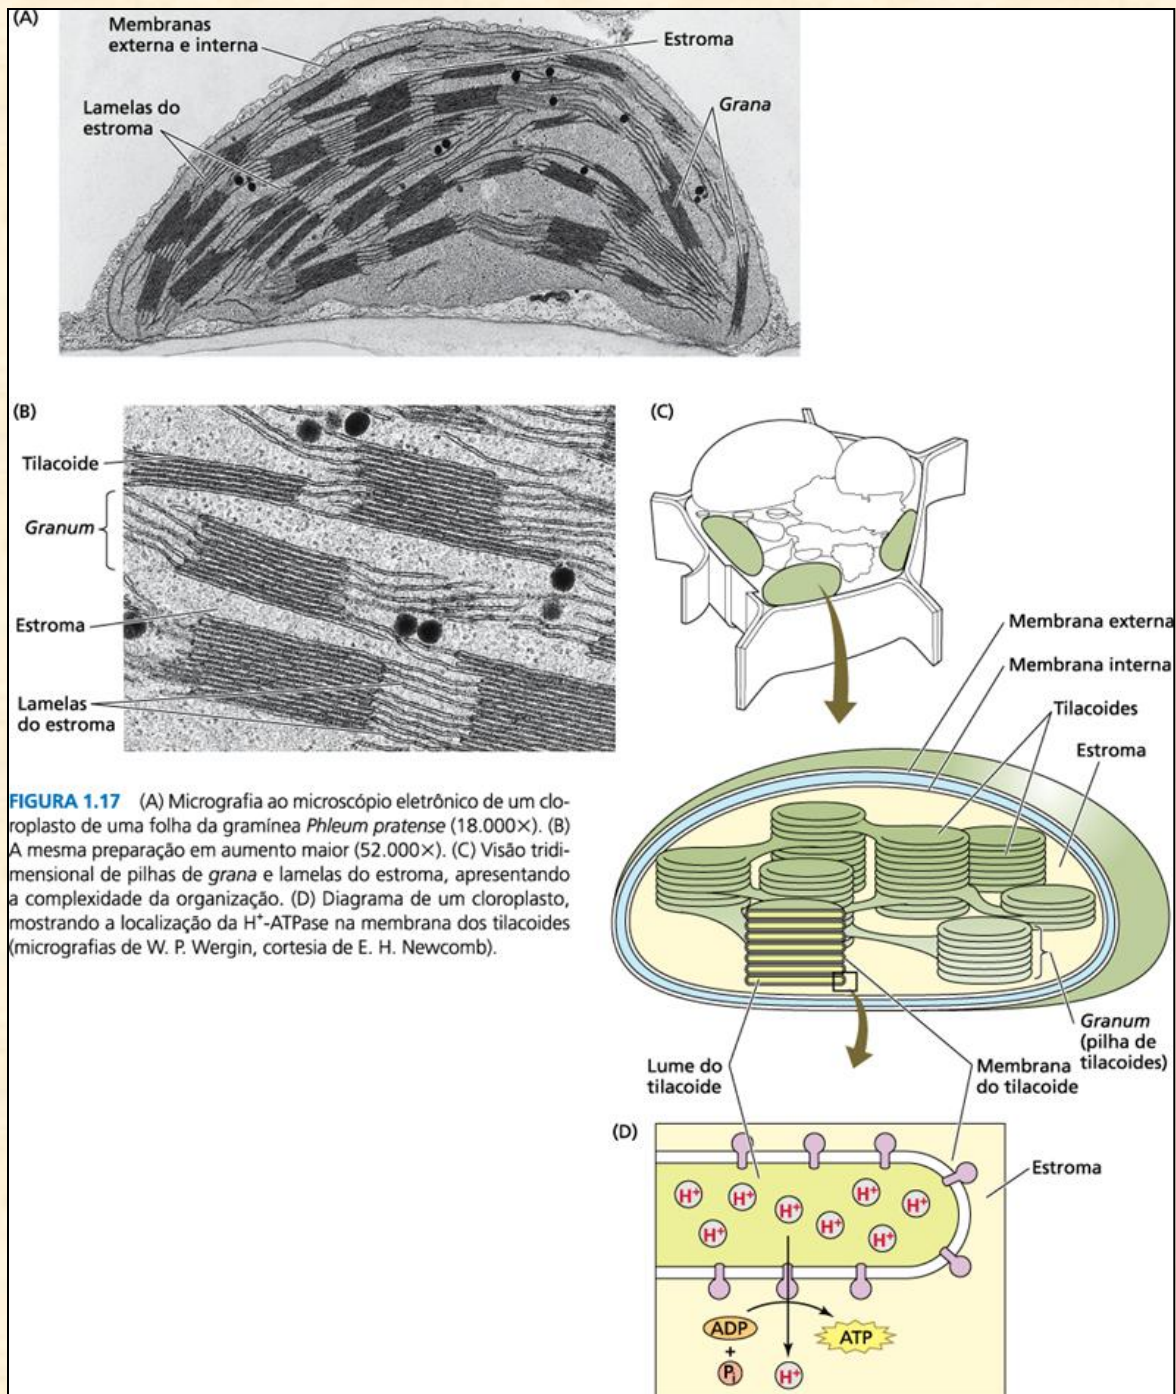 (A)
Membranas
externa e interna
Estroma
Lamelas do
estroma
Grana
(B)
Tilacoide
Granum
Estroma
Lamelas
do estroma
(C)
Membrana externa
Membrana interna
Tilacoides
Estroma
Granum
(pilha de
tilacoides)
Lume do
tilacoide
Membrana
do tilacoide
FIGURA 1.17 (A) Micrografia ao microscópio eletrônico de um clo-
roplasto de uma folha da gramínea Phleum pratense (18.000×). (B)
A mesma preparação em aumento maior (52.000×). (C) Visão tridi-
mensional de pilhas de grana e lamelas do estroma, apresentando
a complexidade da organização. (D) Diagrama de um cloroplasto,
mostrando a localização da H⁺-ATPase na membrana dos tilacoides
(micrografias de W. P. Wergin, cortesia de E. H. Newcomb).
(D)
Estroma
H⁺ H⁺ H⁺ H⁺ H⁺
H⁺ H⁺ H⁺
ADP
+
Pi
ATP
H⁺